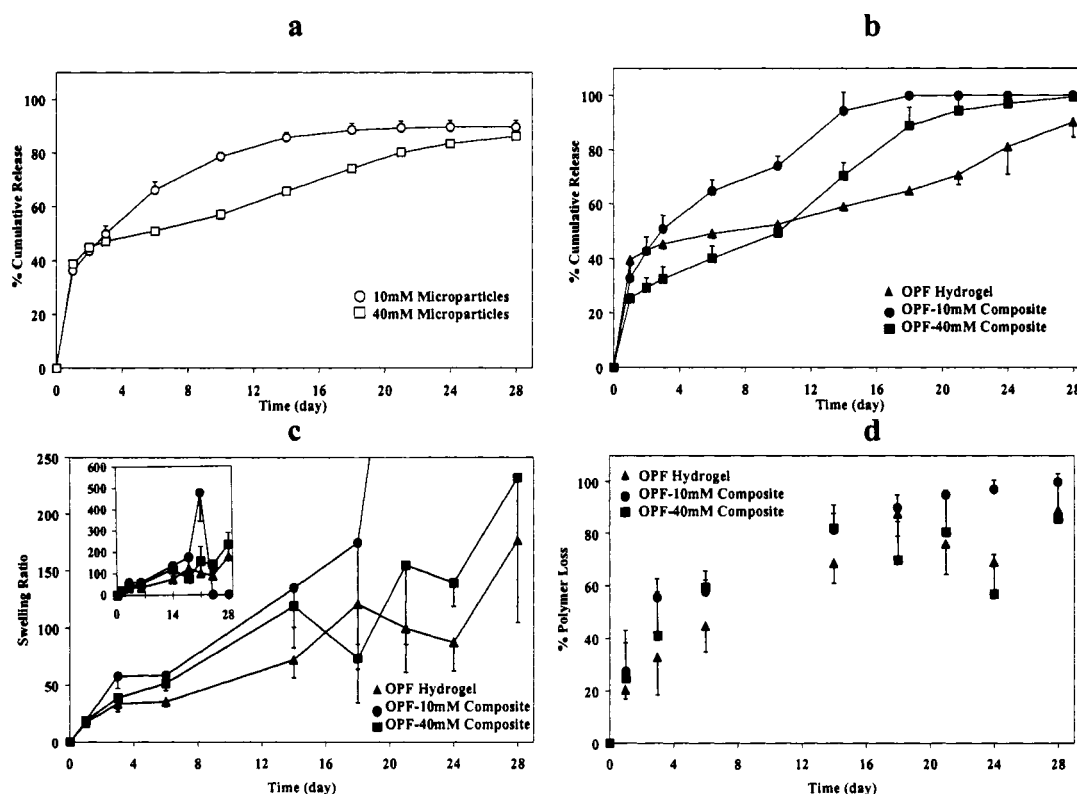 a
100
80
60
40
20
0
% Cumulative Release
10mM Microparticles
40mM Microparticles
0 4 8 12 16 20 24 28
Time (day)
b
100
80
60
40
20
0
% Cumulative Release
OPF Hydrogel
OPF-10mM Composite
OPF-40mM Composite
0 4 8 12 16 20 24 28
Time (day)
c
250
200
150
100
50
0
Swelling Ratio
600
500
400
300
200
100
0
0 14 28
OPF Hydrogel
OPF-10mM Composite
OPF-40mM Composite
0 4 8 12 16 20 24 28
Time (day)
d
100
80
60
40
20
0
% Polymer Loss
OPF Hydrogel
OPF-10mM Composite
OPF-40mM Composite
0 4 8 12 16 20 24 28
Time (day)